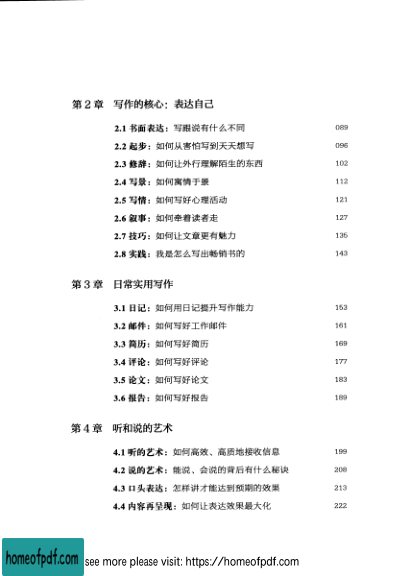 第 2 章 写作的核心：表达自己
2.1 书面表达：写跟说有什么不同 089
2.2 起步：如何从害怕写到天天想写 096
2.3 修辞：如何让外行理解陌生的东西 102
2.4 写景：如何寓情于景 112
2.5 写情：如何写好心理活动 121
2.6 叙事：如何牵着读者走 127
2.7 技巧：如何让文章更有魅力 135
2.8 实践：我是怎么写出畅销书的 143
第 3 章 日常实用写作
3.1 日记：如何用日记提升写作能力 153
3.2 邮件：如何写好工作邮件 161
3.3 简历：如何写好简历 169
3.4 评论：如何写好评论 177
3.5 论文：如何写好论文 183
3.6 报告：如何写好报告 189
第 4 章 听和说的艺术
4.1 听的艺术：如何高效、高质地接收信息 199
4.2 说的艺术：能说、会说的背后有什么秘诀 208
4.3 口头表达：怎样讲才能达到预期的效果 213
4.4 内容再呈现：如何让表达效果最大化 222
homeofpdf.com
see more please visit: https://homeofpdf.com